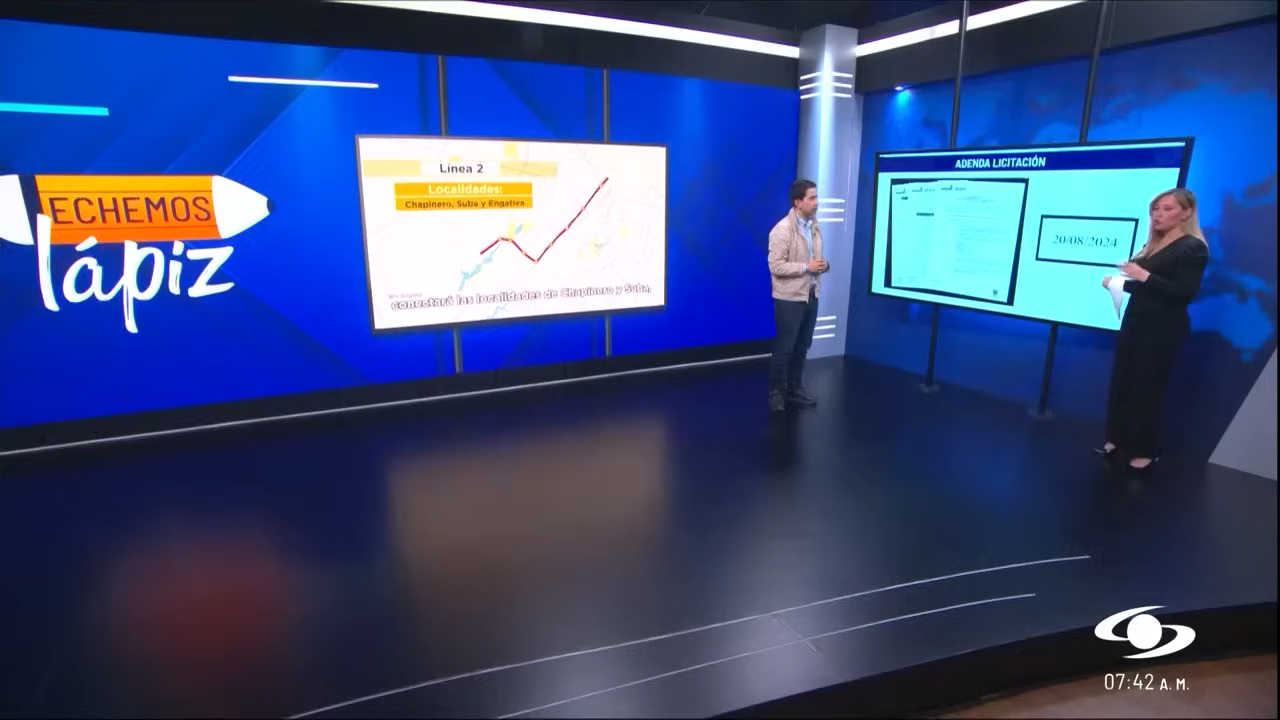 ECHEMOS
lápiz
Línea 2
Localidades:
Chapinero, Suba y Engativa
conectará las localidades de Chapinero y Suba,
ADENDA LICITACIÓN
20/08/2024
07:42 A. M.